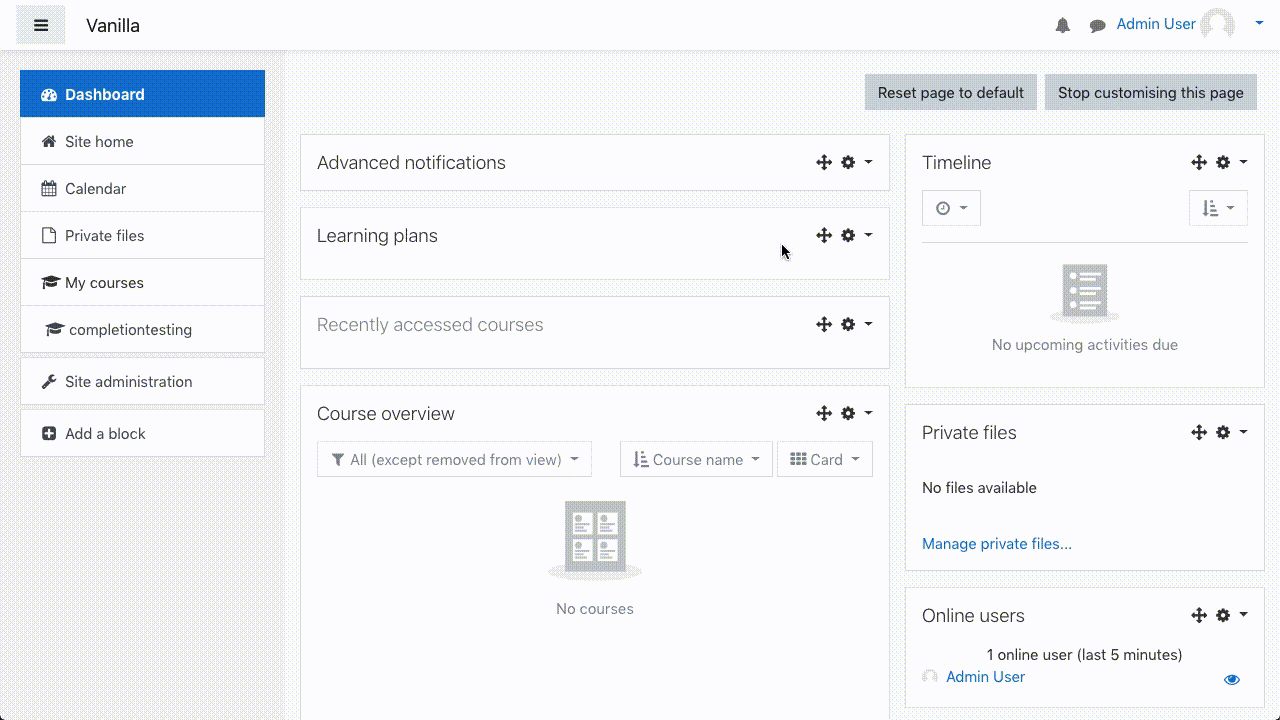 Vanilla
Admin User
Dashboard
Site home
Calendar
Private files
My courses
completiontesting
Site administration
Add a block
Reset page to default
Stop customising this page
Advanced notifications
Learning plans
Recently accessed courses
Course overview
All (except removed from view)
Course name
Card
No courses
Timeline
No upcoming activities due
Private files
No files available
Manage private files...
Online users
1 online user (last 5 minutes)
Admin User